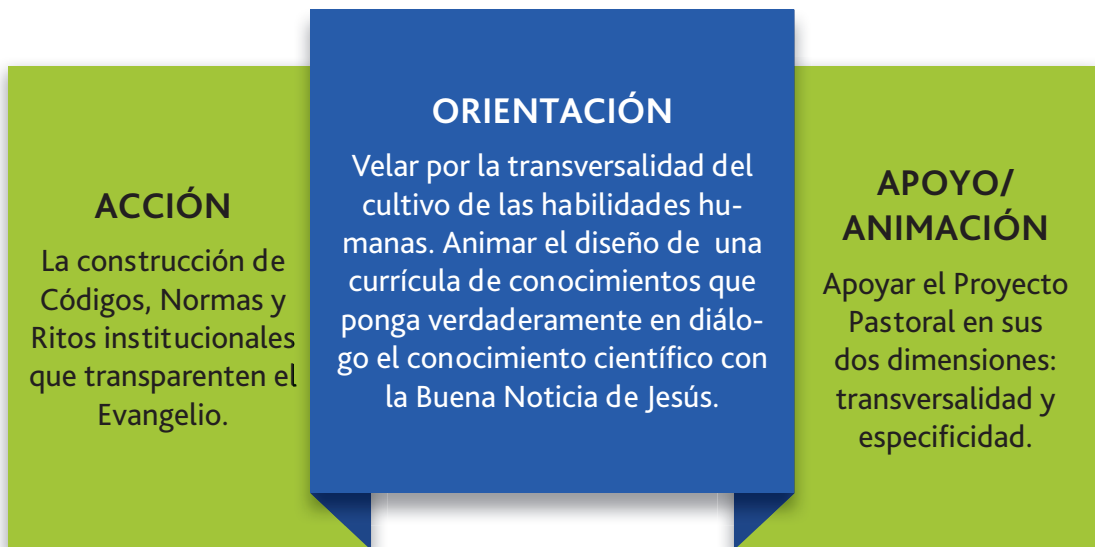 ACCIÓN
La construcción de
Códigos, Normas y
Ritos institucionales
que transparenten el
Evangelio.
ORIENTACIÓN
Velar por la transversalidad del
cultivo de las habilidades hu-
manas. Animar el diseño de una
currícula de conocimientos que
ponga verdaderamente en diálo-
go el conocimiento científico con
la Buena Noticia de Jesús.
APOYO/
ANIMACIÓN
Apoyar el Proyecto
Pastoral en sus
dos dimensiones:
transversalidad y
especificidad.